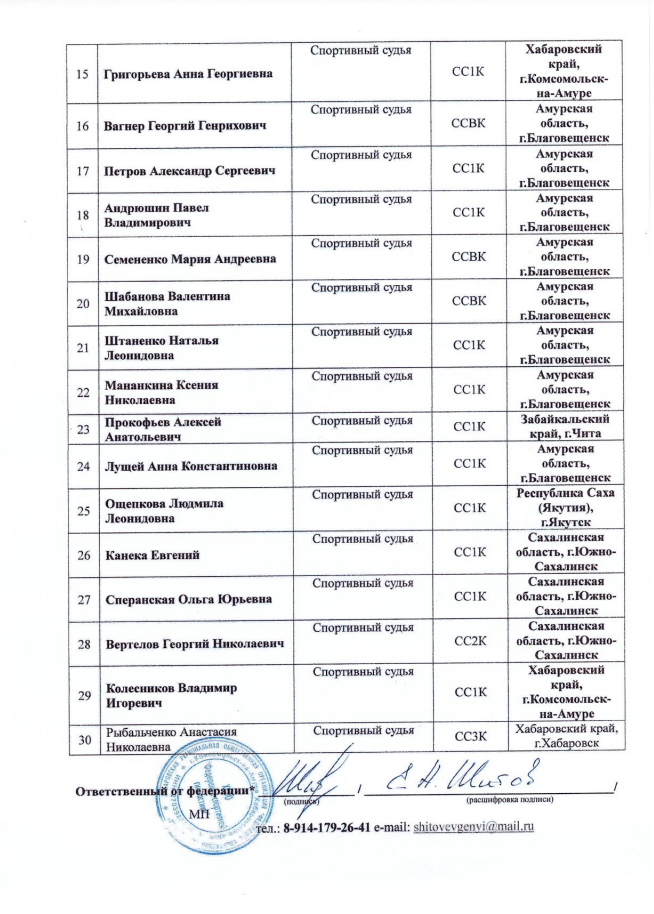 15 Григорьева Анна Георгиевна Спортивный судья СС1К Хабаровский
край,
г.Комсомольск-
на-Амуре
16 Вагнер Георгий Генрихович Спортивный судья ССВК Амурская
область,
г.Благовещенск
17 Петров Александр Сергеевич Спортивный судья СС1К Амурская
область,
г.Благовещенск
18 Андрюшин Павел
Владимирович Спортивный судья СС1К Амурская
область,
г.Благовещенск
19 Семененко Мария Андреевна Спортивный судья ССВК Амурская
область,
г.Благовещенск
20 Шабанова Валентина
Михайловна Спортивный судья ССВК Амурская
область,
г.Благовещенск
21 Штаненко Наталья
Леонидовна Спортивный судья СС1К Амурская
область,
г.Благовещенск
22 Мананкина Ксения
Николаевна Спортивный судья СС1К Амурская
область,
г.Благовещенск
23 Прокофьев Алексей
Анатольевич Спортивный судья СС1К Забайкальский
край, г.Чита
24 Лущей Анна Константиновна Спортивный судья СС1К Амурская
область,
г.Благовещенск
25 Ощепкова Людмила
Леонидовна Спортивный судья СС1К Республика Саха
(Якутия),
г.Якутск
26 Канека Евгений Спортивный судья СС1К Сахалинская
область, г.Южно-
Сахалинск
27 Сперанская Ольга Юрьевна Спортивный судья СС1К Сахалинская
область, г.Южно-
Сахалинск
28 Вертелов Георгий Николаевич Спортивный судья СС2К Сахалинская
область, г.Южно-
Сахалинск
29 Колесников Владимир
Игоревич Спортивный судья СС1К Хабаровский
край,
г.Комсомольск-
на-Амуре
30 Рыбальченко Анастасия
Николаевна Спортивный судья СС3К Хабаровский край,
г.Хабаровск
Ответственный от федерации* / Е.Н. Шитов /
(подпись) (расшифровка подписи)
МП
тел.: 8-914-179-26-41 e-mail: shitovevgenyi@mail.ru